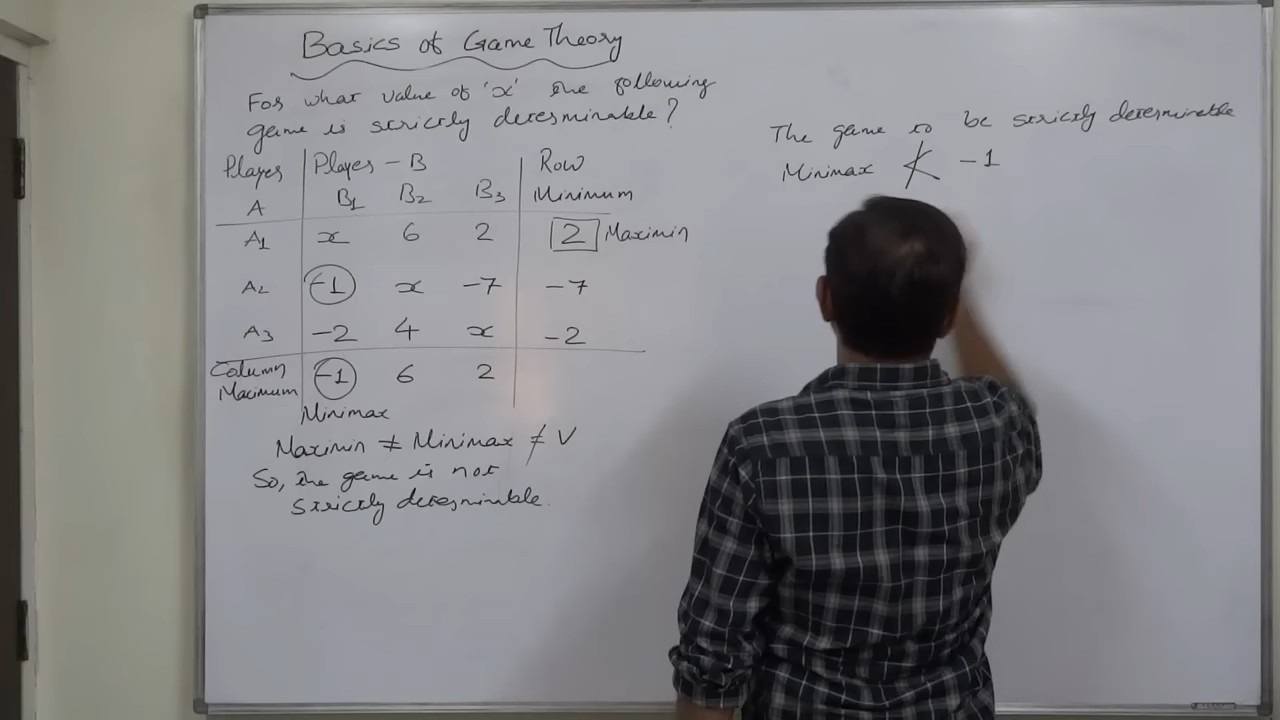 Basics of Game Theory
For what value of 'x' the following
game is strictly determinable?
Player Player - B Row
A B1 B2 B3 Minimum
A1 x 6 2 2 Maximin
A2 -1 x -7 -7
A3 -2 4 x -2
Column
Maximum -1 6 2
Minimax
Maximin ≠ Minimax ≠ V
So, the game is not
strictly determinable.
The game to be strictly determinable
Minimax ≮ -1